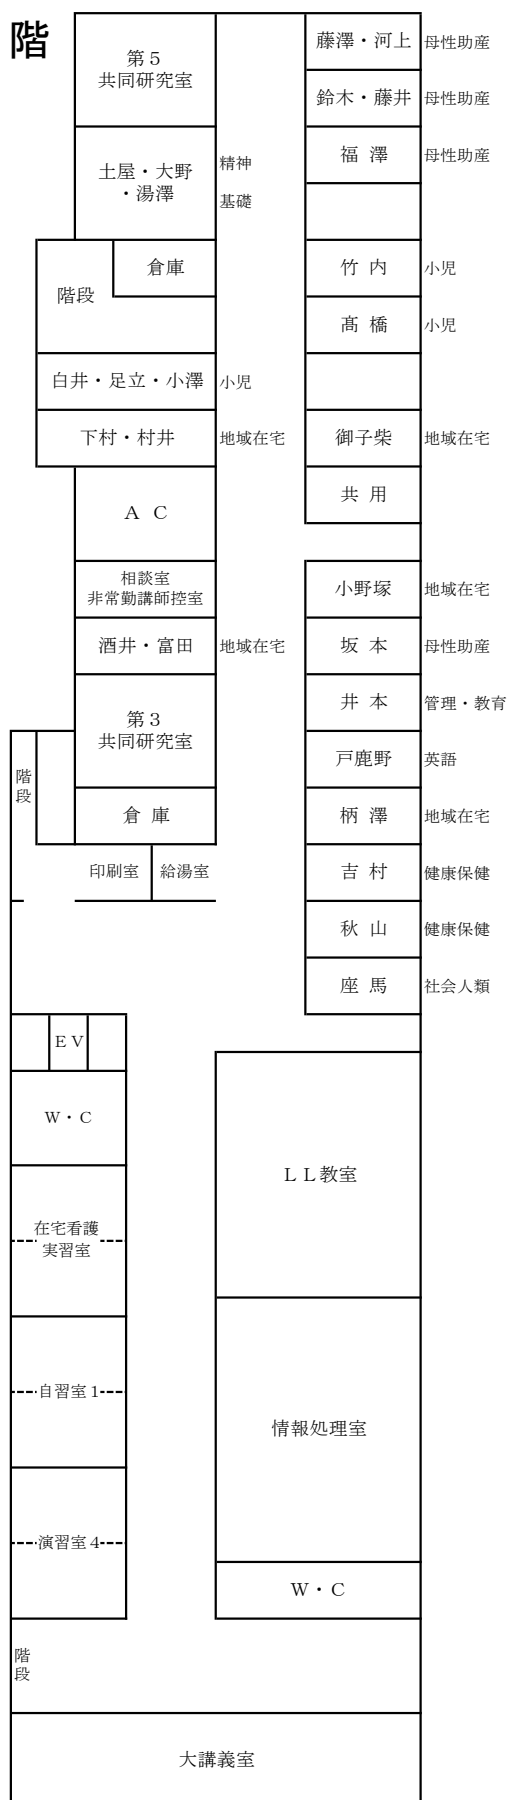 階
第５
共同研究室
藤澤・河上 母性助産
鈴木・藤井 母性助産
土屋・大野
・湯澤
精神
基礎
福 澤 母性助産
倉庫
階段
竹 内 小児
髙 橋 小児
白井・足立・小澤 小児
下村・村井 地域在宅
御子柴 地域在宅
共 用
Ａ Ｃ
相談室
非常勤講師控室
小野塚 地域在宅
酒井・富田 地域在宅
坂 本 母性助産
第３
共同研究室
井 本 管理・教育
戸鹿野 英語
階
段
倉 庫
柄 澤 地域在宅
印刷室 給湯室
吉 村 健康保健
秋 山 健康保健
座 馬 社会人類
ＥＶ
Ｗ・Ｃ
ＬＬ教室
在宅看護
実習室
自習室１
情報処理室
演習室４
Ｗ・Ｃ
階
段
大講義室